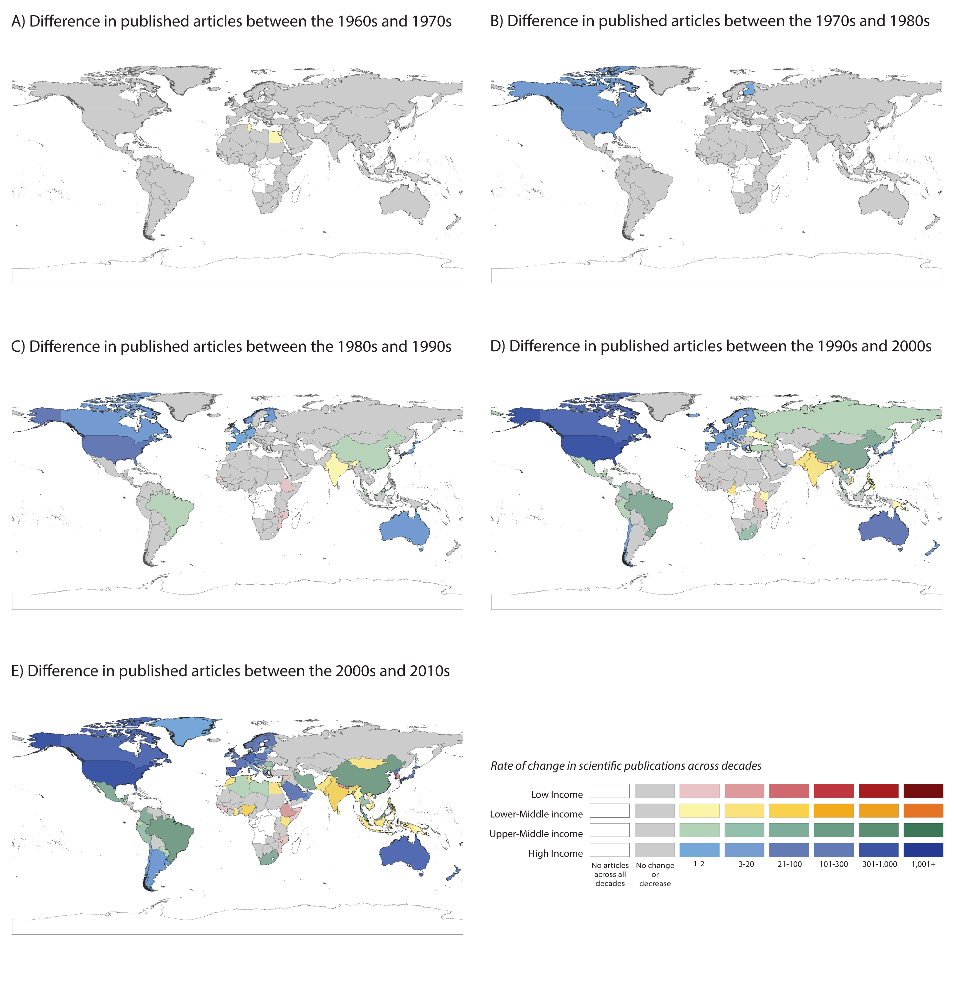 A) Difference in published articles between the 1960s and 1970s
B) Difference in published articles between the 1970s and 1980s
C) Difference in published articles between the 1980s and 1990s
D) Difference in published articles between the 1990s and 2000s
E) Difference in published articles between the 2000s and 2010s
Rate of change in scientific publications across decades
Low Income
Lower-Middle income
Upper-Middle income
High Income
No articles
across all
decades
No change
or
decrease
1-2
3-20
21-100
101-300
301-1,000
1,001+